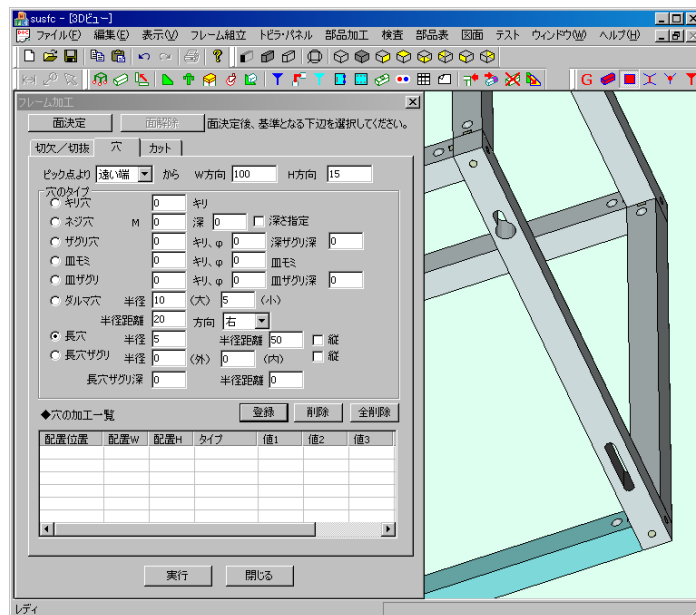 susfc - [3Dビュー]
ファイル(F) 編集(E) 表示(V) フレーム組立 トビラ・パネル 部品加工 検査 部品表 図面 テスト ウィンドウ(W) ヘルプ(H)
フレーム加工
面決定 面解除 面決定後、基準となる下辺を選択してください。
切欠/切抜 穴 カット
ピック点より 遠い端 から W方向 100 H方向 15
穴のタイプ
キリ穴 0 キリ
ネジ穴 M 0 深 0 深さ指定
ザグリ穴 0 キリ、φ 0 深ザグリ深 0
皿モミ 0 キリ、φ 0 皿モミ
皿ザグリ 0 キリ、φ 0 皿ザグリ深 0
ダルマ穴 半径 10 (大) 5 (小)
半径距離 20 方向 右
長穴 半径 5 半径距離 50 縦
長穴ザグリ 半径 0 (外) 0 (内) 縦
長穴ザグリ深 0 半径距離 0
◆穴の加工一覧 登録 削除 全削除
配置位置 配置W 配置H タイプ 値1 値2 値3
実行 閉じる
レディ